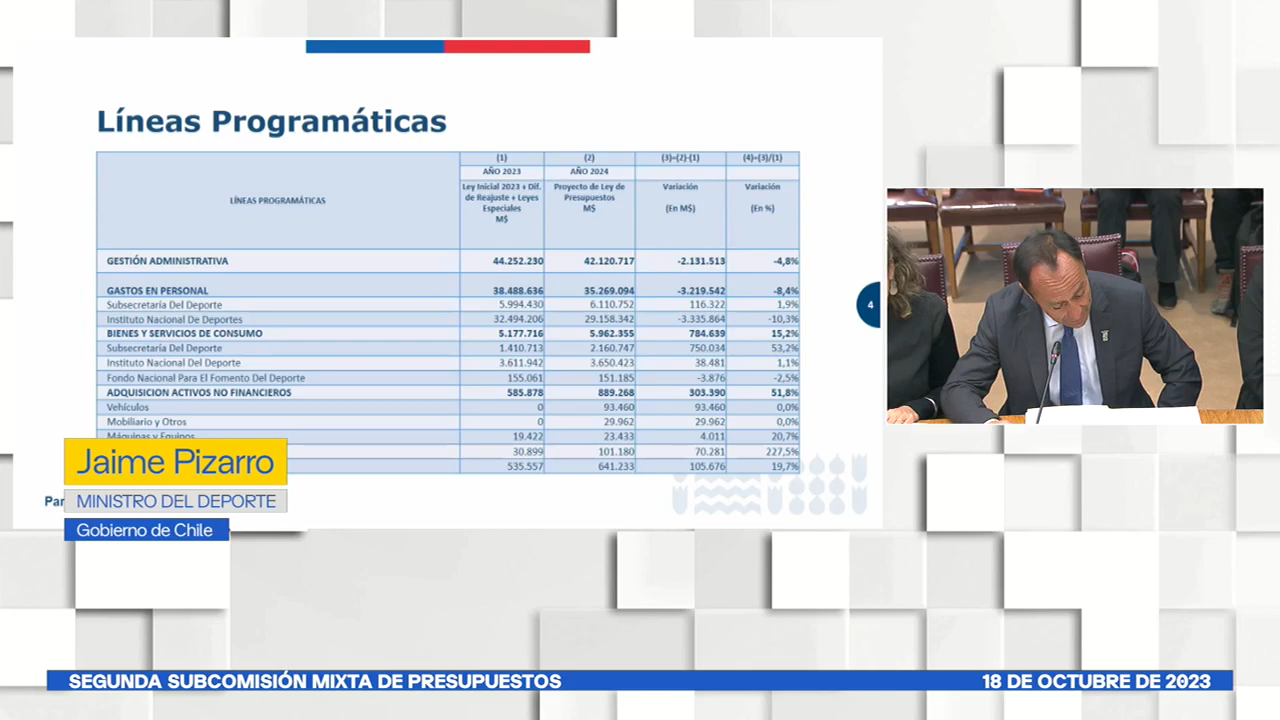 Líneas Programáticas
(1) (2) (3)=(2)-(1) (4)=(3)/(1)
AÑO 2023 AÑO 2024
LÍNEAS PROGRAMÁTICAS
Ley Inicial 2023 + Dif. de Reajuste + Leyes Especiales M$
Proyecto de Ley de Presupuestos M$
Variación (En M$)
Variación (En %)
GESTIÓN ADMINISTRATIVA 44.252.230 42.120.717 -2.131.513 -4,8%
GASTOS EN PERSONAL 38.488.636 35.269.094 -3.219.542 -8,4%
Subsecretaría Del Deporte 5.994.430 6.110.752 116.322 1,9%
Instituto Nacional De Deportes 32.494.206 29.158.342 -3.335.864 -10,3%
BIENES Y SERVICIOS DE CONSUMO 5.177.716 5.962.355 784.639 15,2%
Subsecretaría Del Deporte 1.410.713 2.160.747 750.034 53,2%
Instituto Nacional Del Deporte 3.611.942 3.650.423 38.481 1,1%
Fondo Nacional Para El Fomento Del Deporte 155.061 151.185 -3.876 -2,5%
ADQUISICION ACTIVOS NO FINANCIEROS 585.878 889.268 303.390 51,8%
Vehículos 0 93.460 93.460 0,0%
Mobiliario y Otros 0 29.962 29.962 0,0%
Máquinas y Equipos 19.422 23.433 4.011 20,7%
30.899 101.180 70.281 227,5%
535.557 641.233 105.676 19,7%
4
Par
Jaime Pizarro
MINISTRO DEL DEPORTE
Gobierno de Chile
SEGUNDA SUBCOMISIÓN MIXTA DE PRESUPUESTOS
18 DE OCTUBRE DE 2023